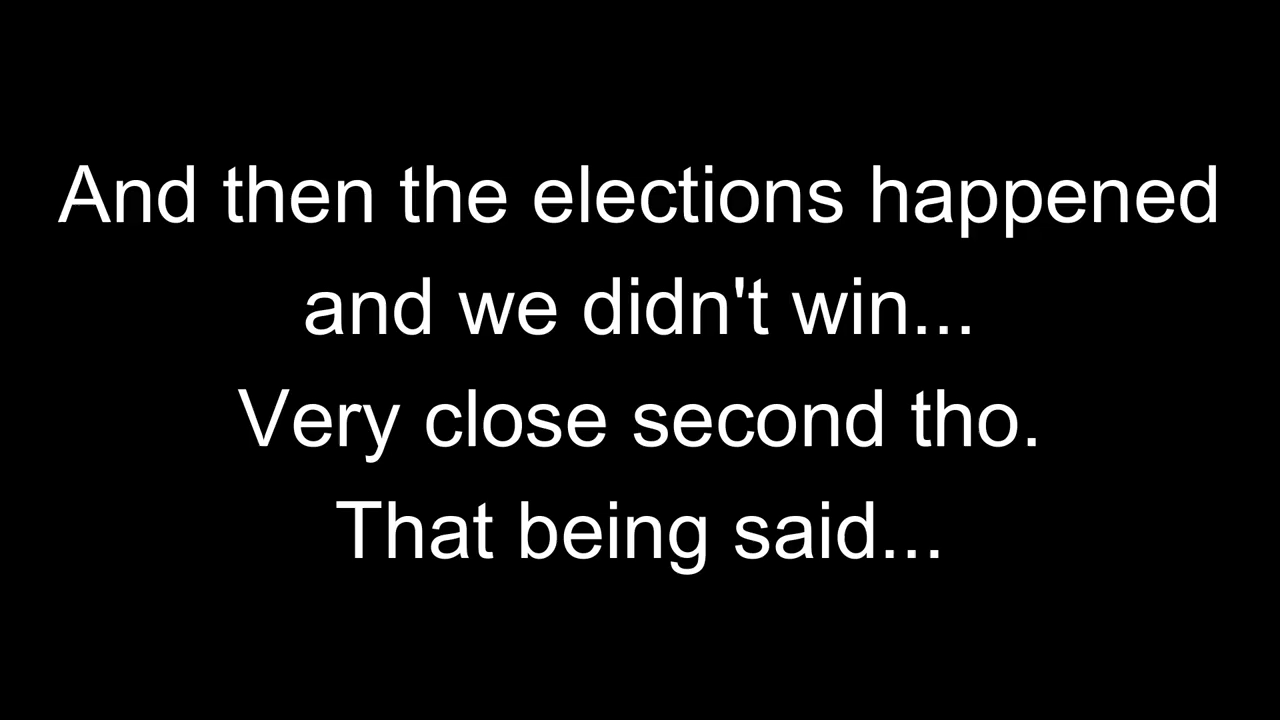 And then the elections happened
and we didn't win...
Very close second tho.
That being said...